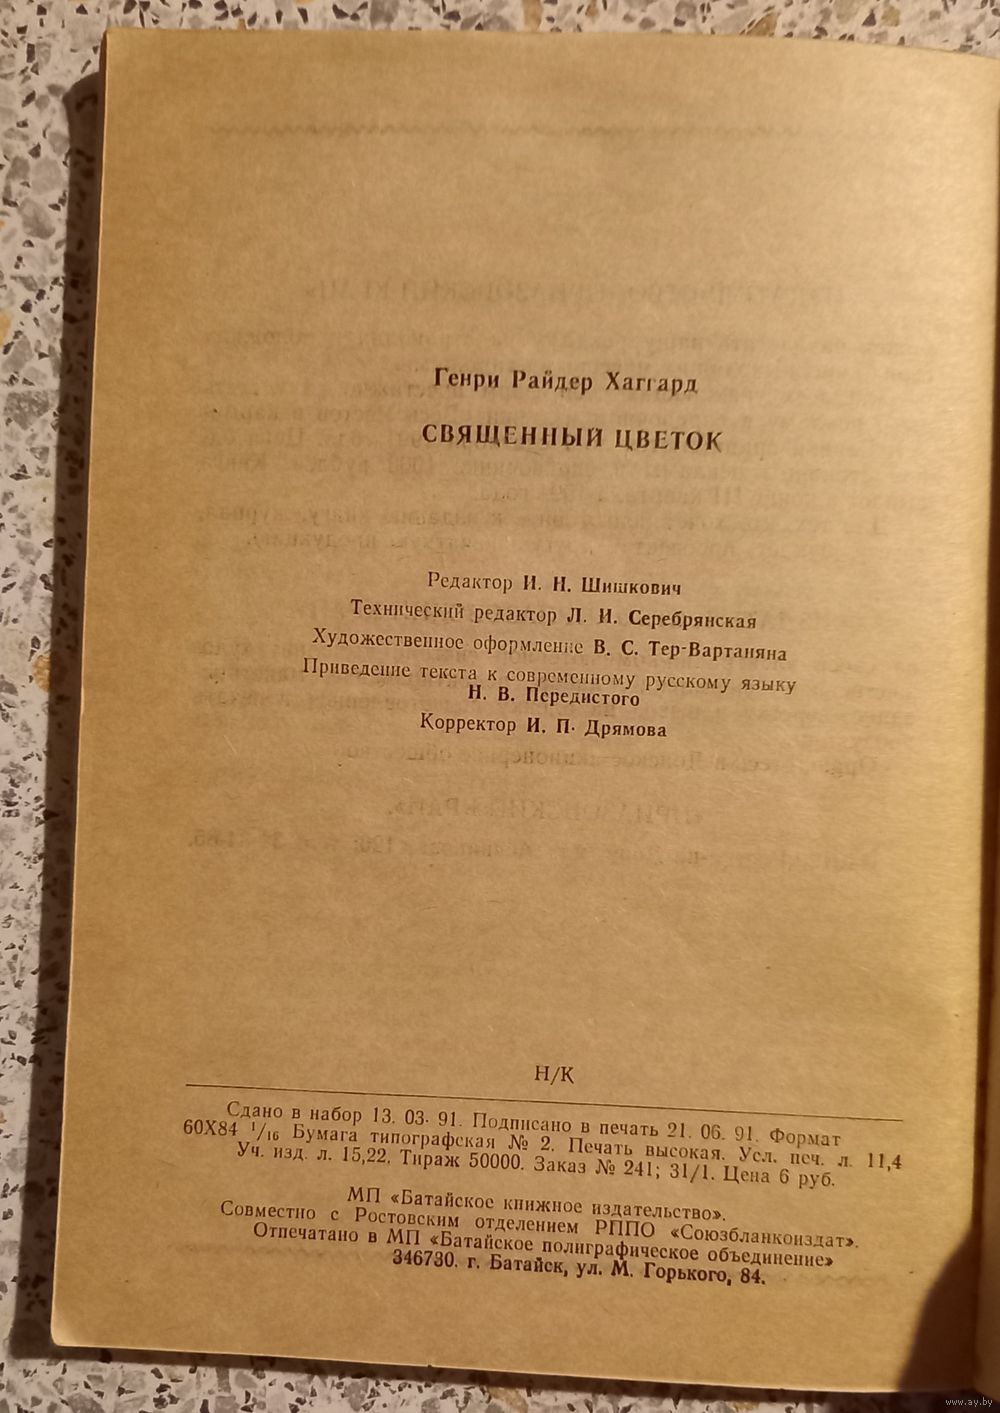 Генри Райдер Хаггард
СВЯЩЕННЫЙ ЦВЕТОК
Редактор И. Н. Шишкович
Технический редактор Л. И. Серебрянская
Художественное оформление В. С. Тер-Вартаняна
Приведение текста к современному русскому языку
Н. В. Передистого
Корректор И. П. Дрямова
Н/К
Сдано в набор 13. 03. 91. Подписано в печать 21. 06. 91. Формат
60X84 1/16 Бумага типографская № 2. Печать высокая. Усл. печ. л. 11,4
Уч. изд. л. 15,22. Тираж 50000. Заказ № 241; 31/1. Цена 6 руб.
МП «Батайское книжное издательство».
Совместно с Ростовским отделением РППО «Союзбланкоиздат».
Отпечатано в МП «Батайское полиграфическое объединение»
346730. г. Батайск, ул. М. Горького, 84.
www.ay.by